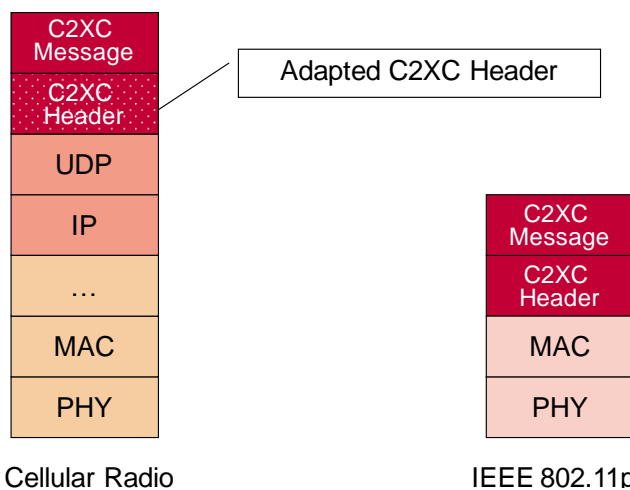 C2XC
Message
C2XC
Header
UDP
IP
...
MAC
PHY
Cellular Radio
Adapted C2XC Header
C2XC
Message
C2XC
Header
MAC
PHY
IEEE 802.11p